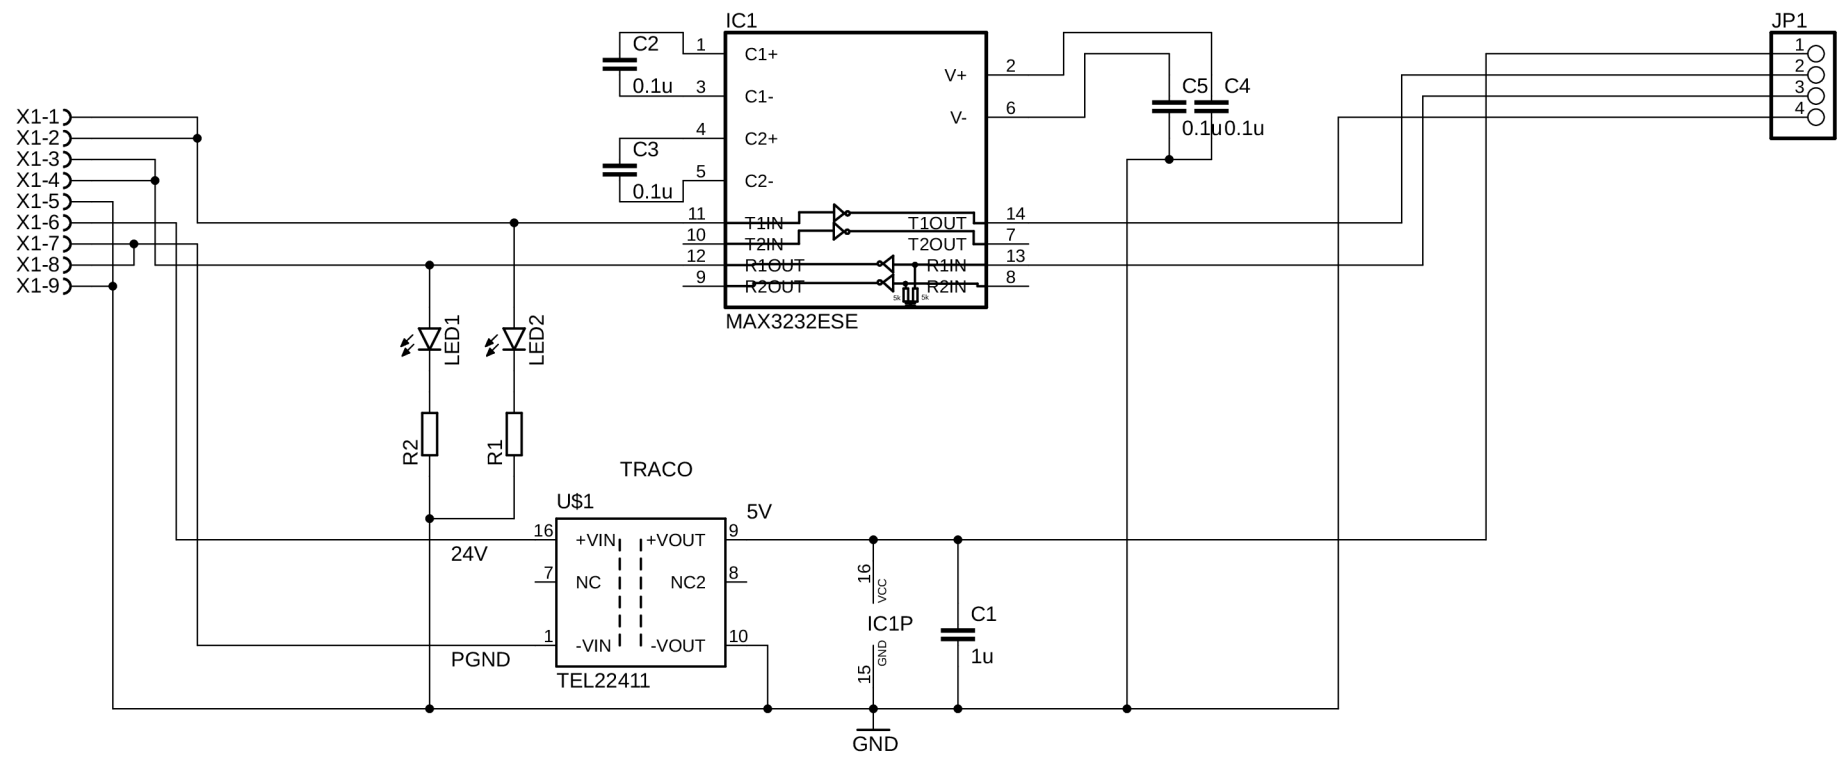 IC1
JP1
C2
1
C1+
1
0.1u
3
C1-
V+
2
2
C5
C4
3
V-
6
0.1u
0.1u
4
X1-1
X1-2
X1-3
X1-4
X1-5
X1-6
X1-7
X1-8
X1-9
C3
4
C2+
0.1u
5
C2-
11
T1IN
T1OUT
14
10
T2IN
T2OUT
7
12
R1OUT
R1IN
13
9
R2OUT
5k
5k
R2IN
8
MAX3232ESE
LED1
LED2
R2
R1
TRACO
U$1
5V
16
+VIN
+VOUT
9
24V
7
NC
NC2
8
1
-VIN
-VOUT
10
PGND
TEL22411
16
VCC
IC1P
GND
15
C1
1u
GND